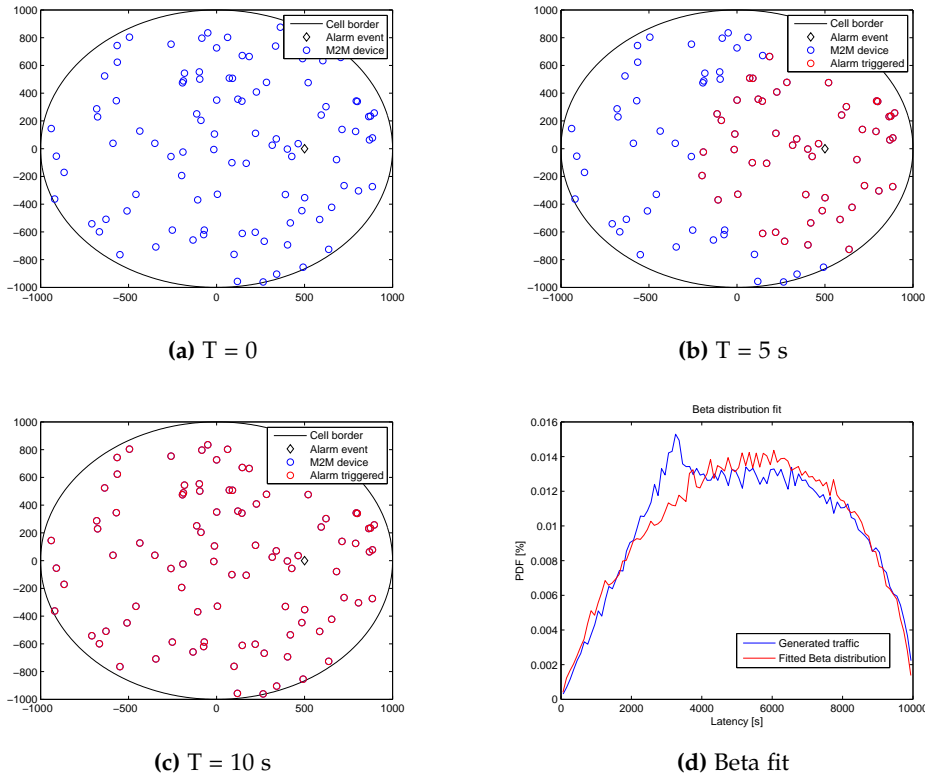 1000
800
600
400
200
0
−200
−400
−600
−800
−1000
−1000 −500 0 500 1000
Cell border
Alarm event
M2M device
(a) T = 0
1000
800
600
400
200
0
−200
−400
−600
−800
−1000
−1000 −500 0 500 1000
Cell border
Alarm event
M2M device
Alarm triggered
(b) T = 5 s
1000
800
600
400
200
0
−200
−400
−600
−800
−1000
−1000 −500 0 500 1000
Cell border
Alarm event
M2M device
Alarm triggered
(c) T = 10 s
Beta distribution fit
PDF [%]
0.016
0.014
0.012
0.01
0.008
0.006
0.004
0.002
0
0 2000 4000 6000 8000 10000
Latency [s]
Generated traffic
Fitted Beta distribution
(d) Beta fit